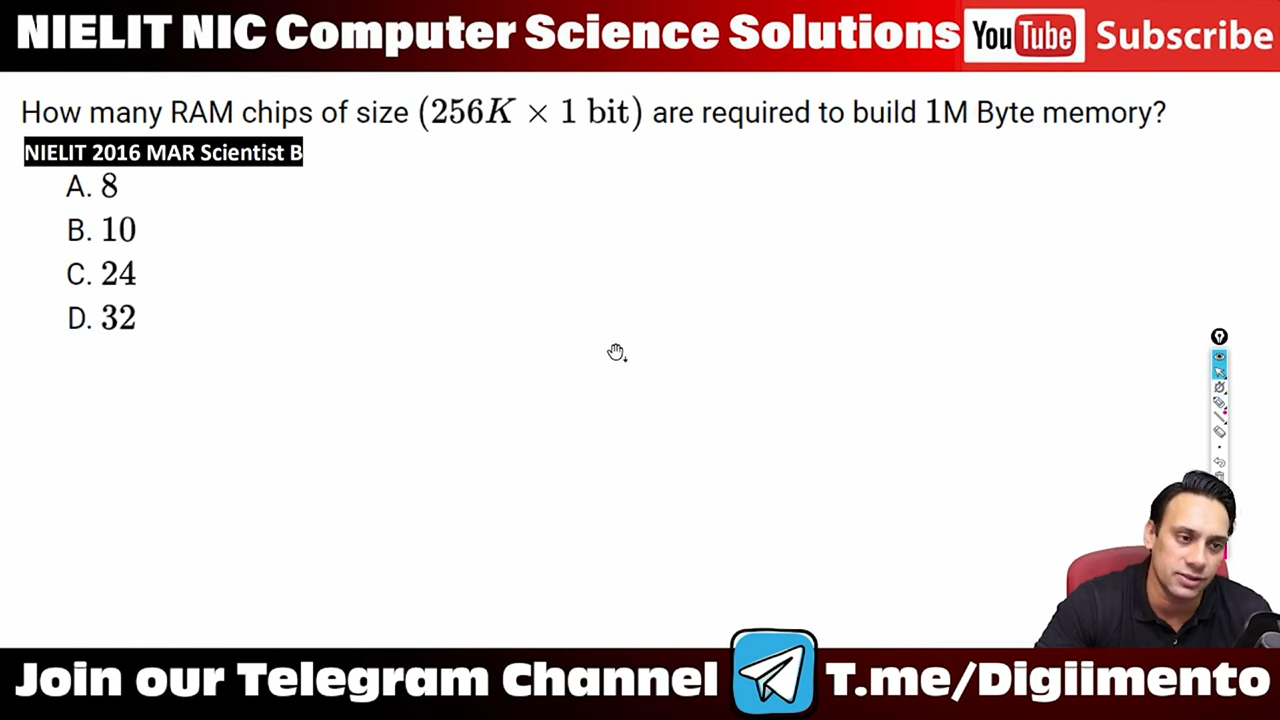 NIELIT NIC Computer Science Solutions YouTube Subscribe
How many RAM chips of size (256K × 1 bit) are required to build 1M Byte memory?
NIELIT 2016 MAR Scientist B
A. 8
B. 10
C. 24
D. 32
Join our Telegram Channel T.me/Digiimento